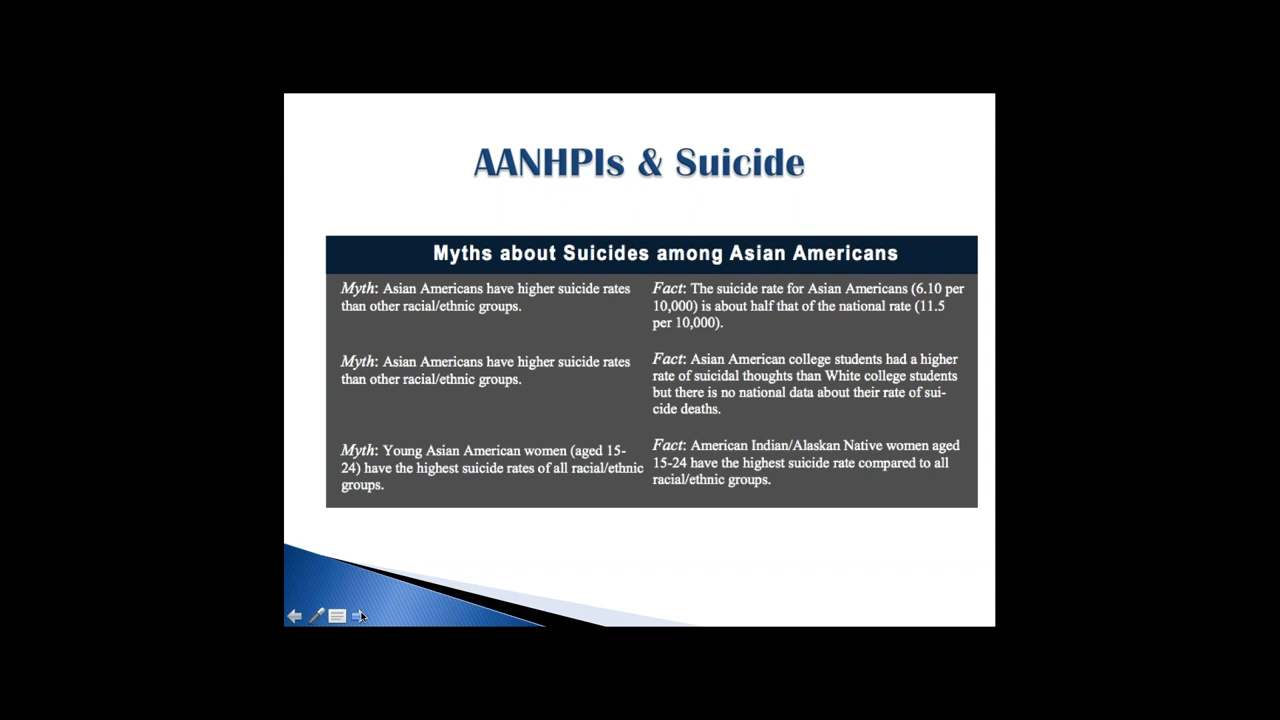 AANHPIs & Suicide
Myths about Suicides among Asian Americans
Myth: Asian Americans have higher suicide rates
than other racial/ethnic groups.
Fact: The suicide rate for Asian Americans (6.10 per
10,000) is about half that of the national rate (11.5
per 10,000).
Myth: Asian Americans have higher suicide rates
than other racial/ethnic groups.
Fact: Asian American college students had a higher
rate of suicidal thoughts than White college students
but there is no national data about their rate of sui-
cide deaths.
Myth: Young Asian American women (aged 15-
24) have the highest suicide rates of all racial/ethnic
groups.
Fact: American Indian/Alaskan Native women aged
15-24 have the highest suicide rate compared to all
racial/ethnic groups.